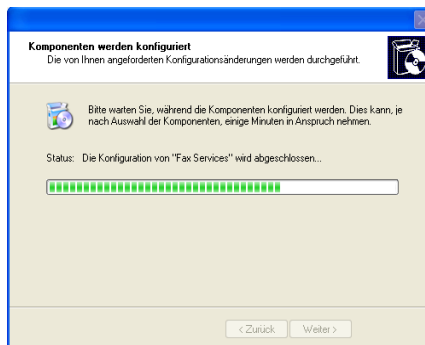 Komponenten werden konfiguriert
Die von Ihnen angeforderten Konfigurationsänderungen werden durchgeführt.
Bitte warten Sie, während die Komponenten konfiguriert werden. Dies kann, je
nach Auswahl der Komponenten, einige Minuten in Anspruch nehmen.
Status: Die Konfiguration von "Fax Services" wird abgeschlossen...
< Zurück Weiter >